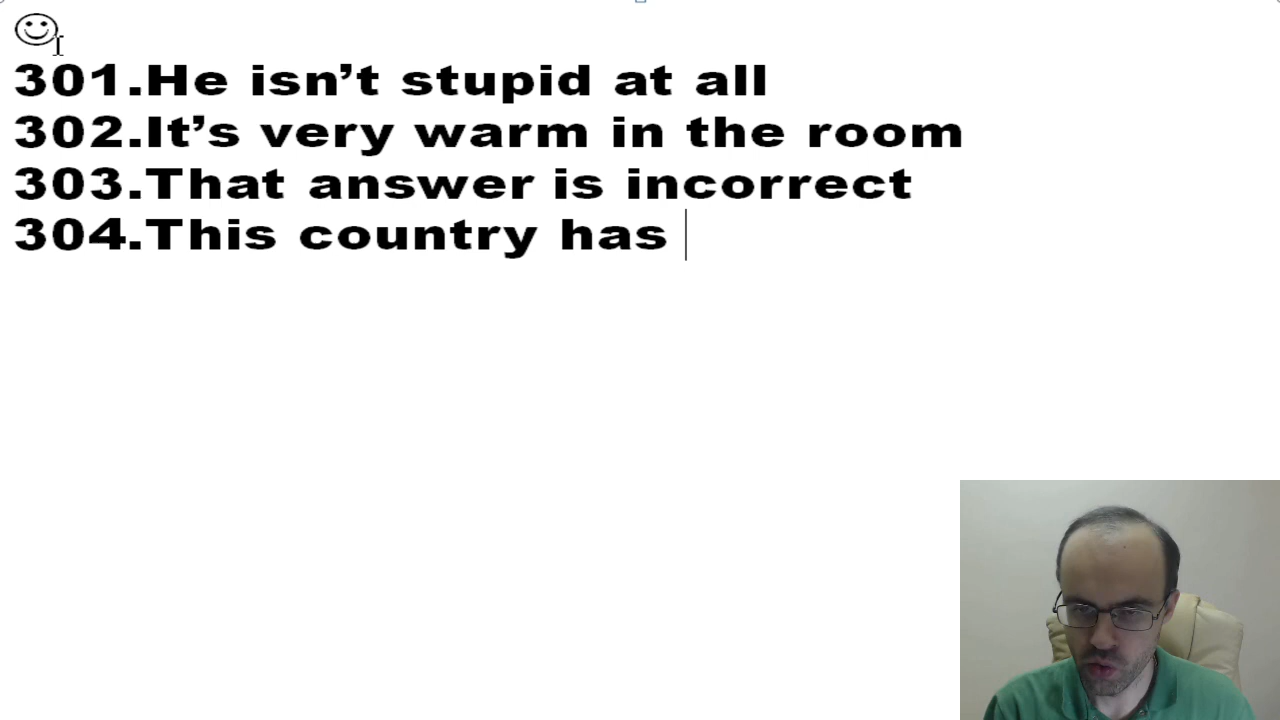 301.He isn’t stupid at all
302.It’s very warm in the room
303.That answer is incorrect
304.This country has